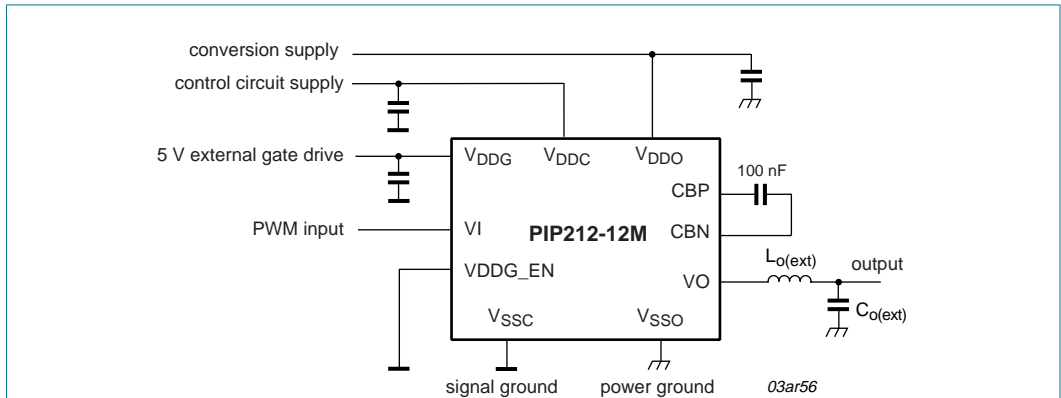 conversion supply
control circuit supply
5 V external gate drive
VDDG VDDC VDDO
100 nF
CBP
PWM input
VI
PIP212-12M
CBN
VDDG_EN
Lo(ext)
output
VO
Co(ext)
VSSC VSSO
signal ground power ground
03ar56